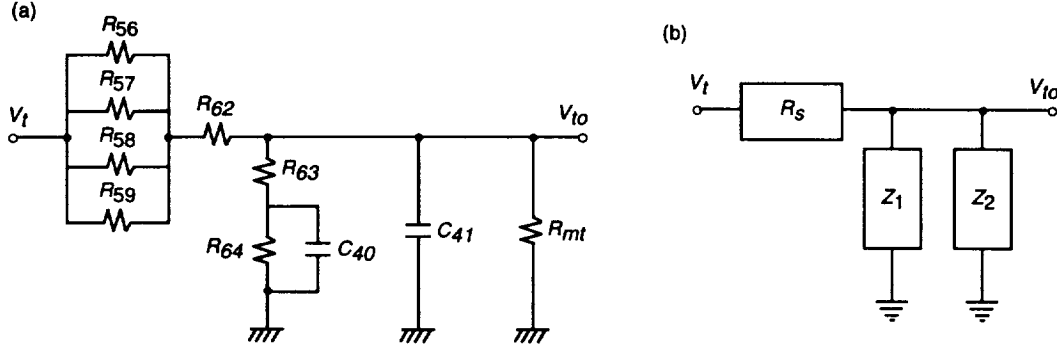 (a)
R56
R57
R58
R59
Vt
R62
Vto
R63
R64
C40
C41
Rmt
(b)
Vt
Rs
Vto
Z1
Z2